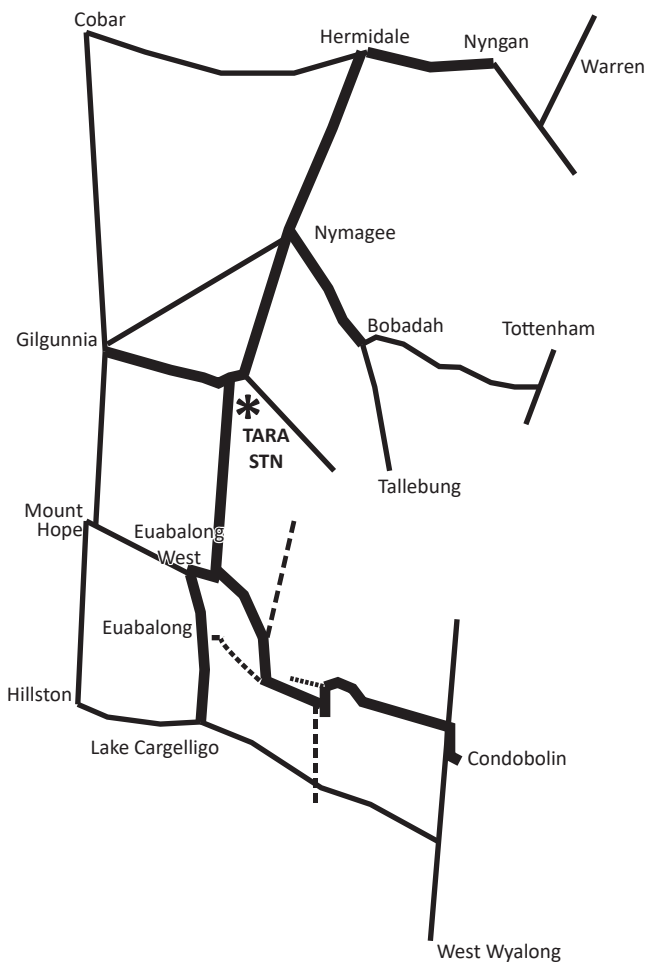 Cobar
Hermidale
Nyngan
Warren
Nymagee
Bobadah
Tottenham
Gilgunnia
*
TARA
STN
Tallebung
Mount
Hope
Euabalong
West
Euabalong
Hillston
Lake Cargelligo
Condobolin
West Wyalong